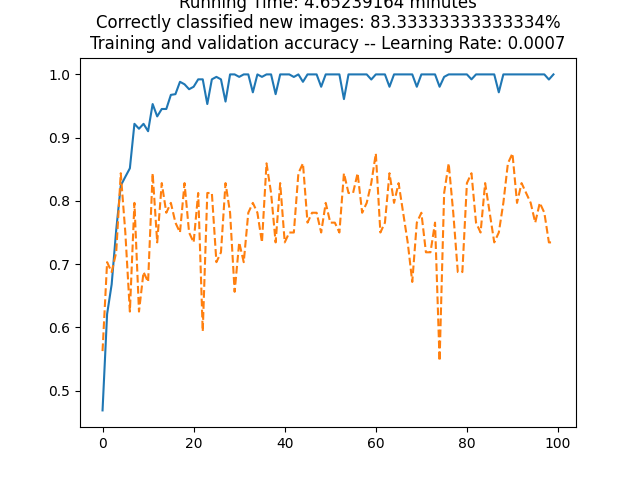 Running Time: 4.65239164 minutes
Correctly classified new images: 83.33333333333334%
Training and validation accuracy -- Learning Rate: 0.0007
1.0
0.9
0.8
0.7
0.6
0.5
0 20 40 60 80 100